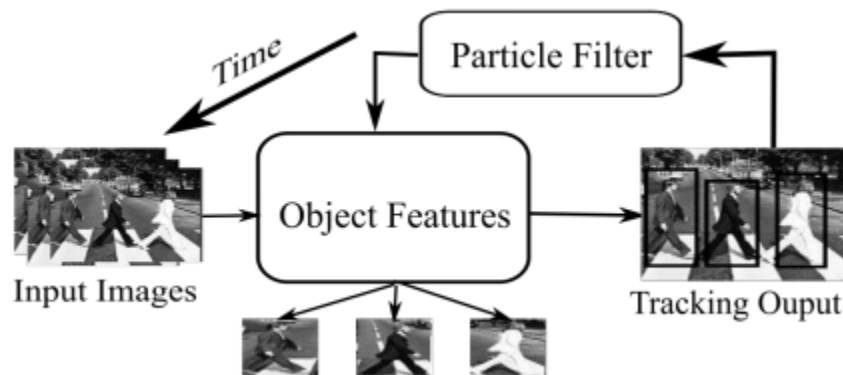 Time
Particle Filter
Object Features
Input Images
Tracking Ouput